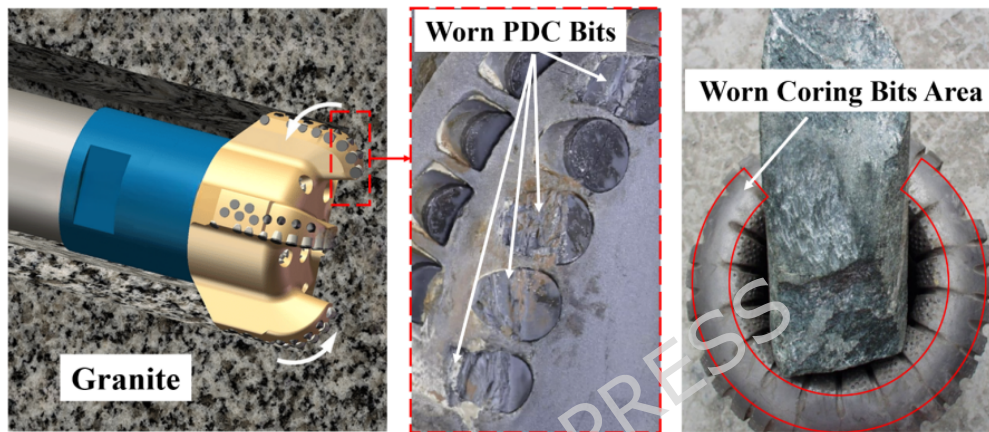 Worn PDC Bits
Worn Coring Bits Area
Granite
PRESS